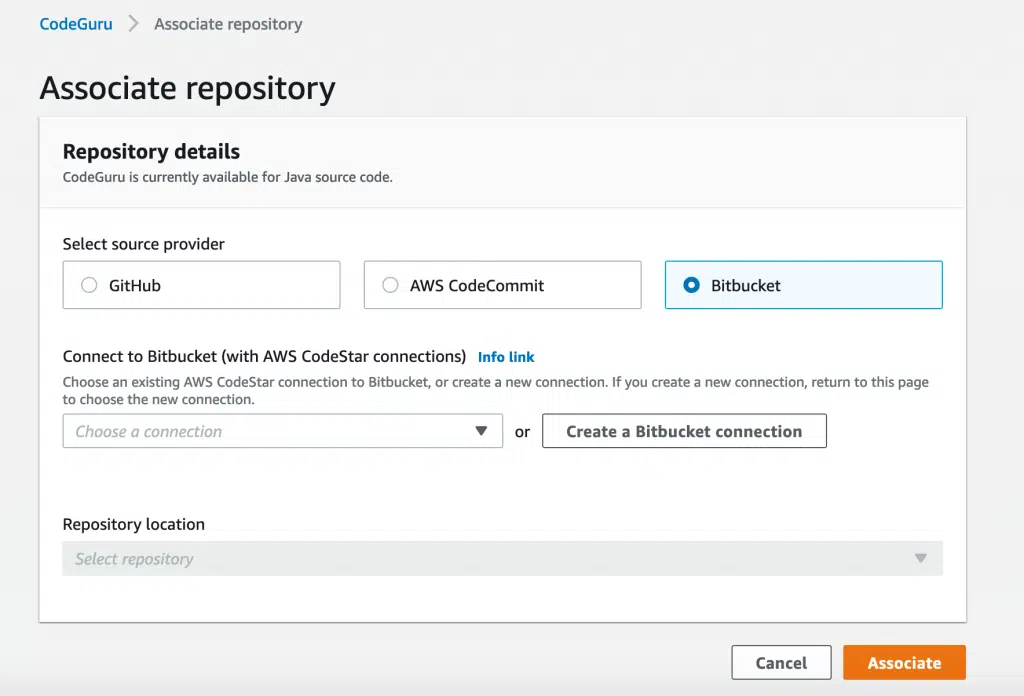 CodeGuru > Associate repository
Associate repository
Repository details
CodeGuru is currently available for Java source code.
Select source provider
GitHub
AWS CodeCommit
Bitbucket
Connect to Bitbucket (with AWS CodeStar connections) Info link
Choose an existing AWS CodeStar connection to Bitbucket, or create a new connection. If you create a new connection, return to this page
to choose the new connection.
Choose a connection
or
Create a Bitbucket connection
Repository location
Select repository
Cancel
Associate